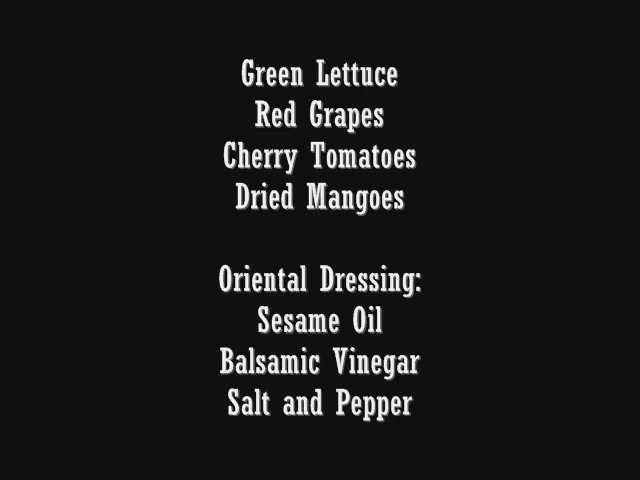 Green Lettuce
Red Grapes
Cherry Tomatoes
Dried Mangoes
Oriental Dressing:
Sesame Oil
Balsamic Vinegar
Salt and Pepper